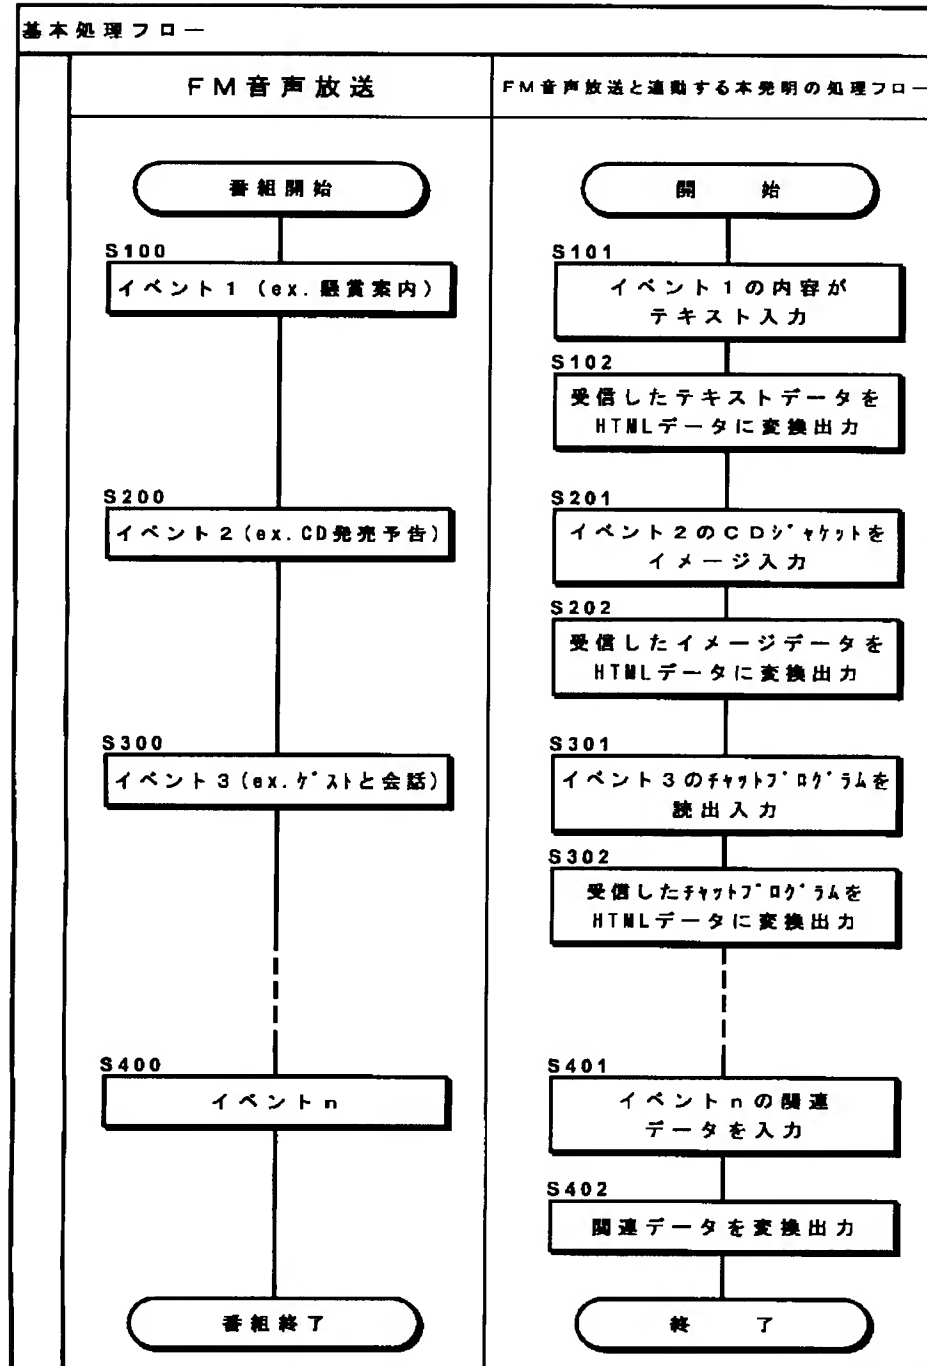 基本処理フロー
FM音声放送
FM音声放送と連動する本発明の処理フロー
番組開始
S100
イベント1 (ex.懸賞案内)
S200
イベント2(ex.CD発売予告)
S300
イベント3(ex.ｹﾞｽﾄと会話)
S400
イベントn
番組終了
開 始
S101
イベント1の内容が
テキスト入力
S102
受信したテキストデータを
HTMLデータに変換出力
S201
イベント2のCDｼﾞｬｹｯﾄを
イメージ入力
S202
受信したイメージデータを
HTMLデータに変換出力
S301
イベント3のﾁｬｯﾄﾌﾟﾛｸﾞﾗﾑを
読出入力
S302
受信したﾁｬｯﾄﾌﾟﾛｸﾞﾗﾑを
HTMLデータに変換出力
S401
イベントnの関連
データを入力
S402
関連データを変換出力
終 了